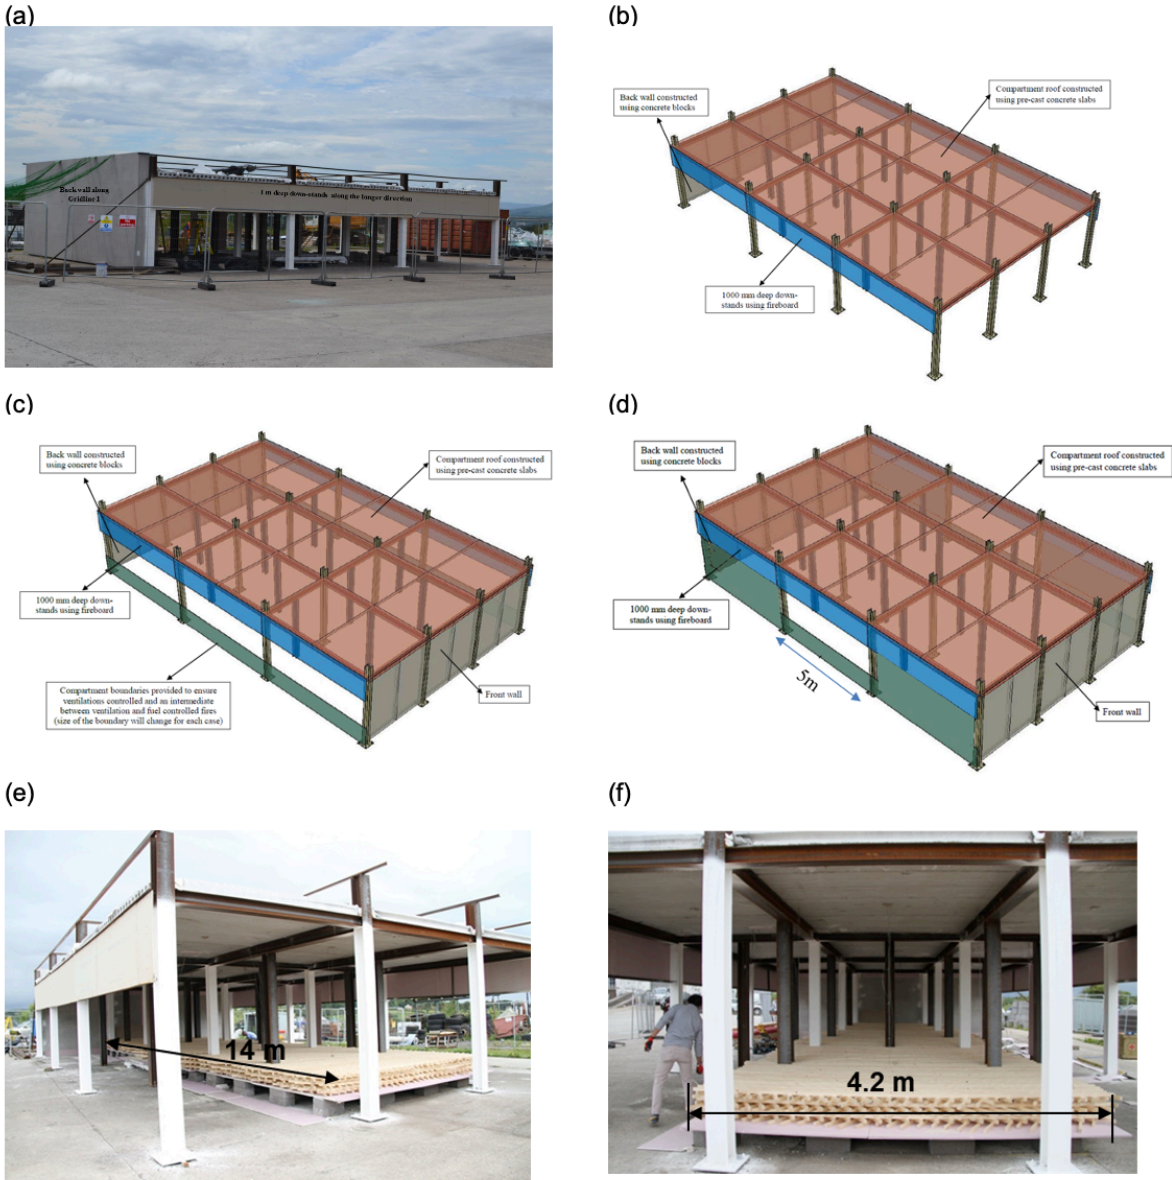 (a)
(b)
Back wall along
Gridline 1
1 m deep down-stands along the longer direction
Back wall constructed
using concrete blocks
Compartment roof constructed
using pre-cast concrete slabs
1000 mm deep down-
stands using fireboard
(c)
(d)
Back wall constructed
using concrete blocks
Compartment roof constructed
using pre-cast concrete slabs
1000 mm deep down-
stands using fireboard
Compartment boundaries provided to ensure
ventilations controlled and an intermediate
between ventilation and fuel controlled fires
(size of the boundary will change for each case)
Front wall
Back wall constructed
using concrete blocks
Compartment roof constructed
using pre-cast concrete slabs
1000 mm deep down-
stands using fireboard
5m
Front wall
(e)
(f)
14 m
4.2 m